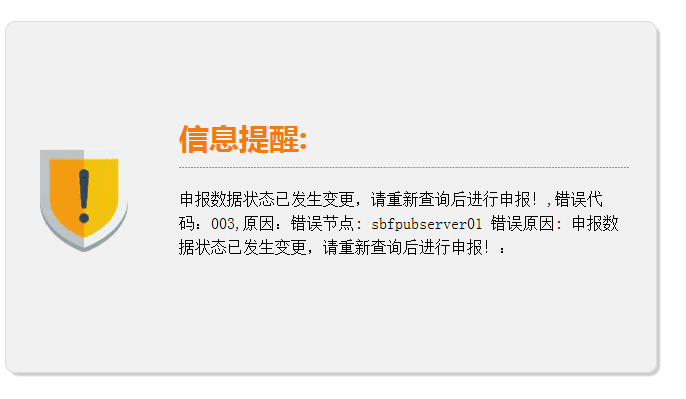 信息提醒:
申报数据状态已发生变更，请重新查询后进行申报！,错误代
码：003,原因：错误节点: sbfpubserver01 错误原因: 申报数
据状态已发生变更，请重新查询后进行申报！：